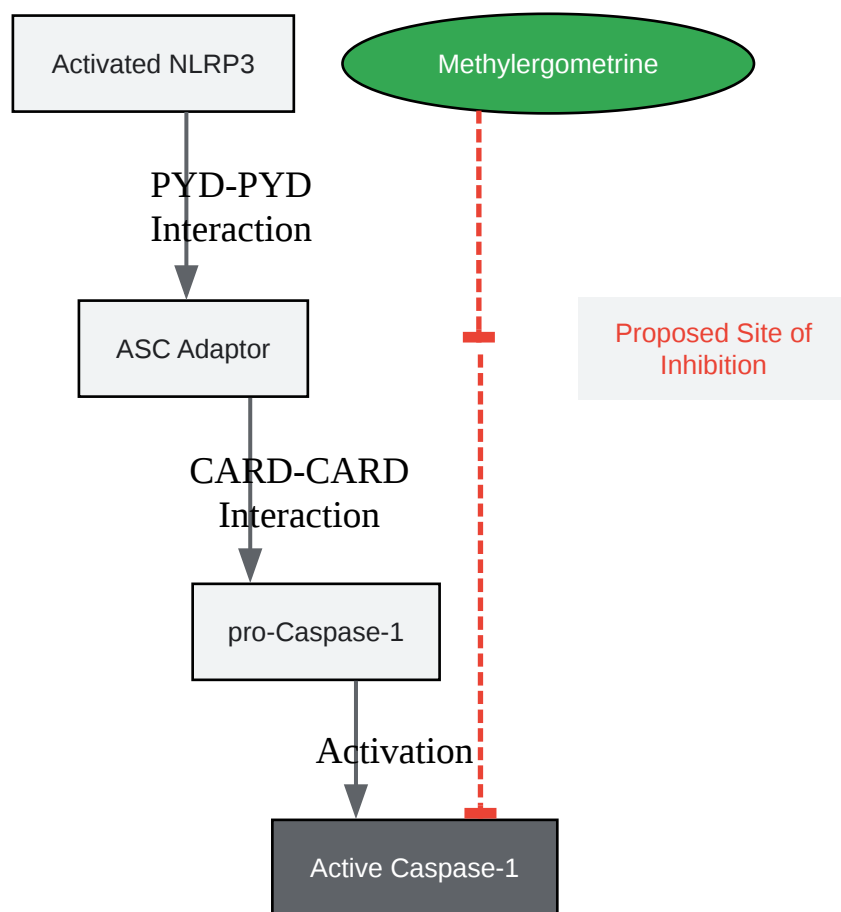 Activated NLRP3
Methylergometrine
PYD-PYD
Interaction
ASC Adaptor
Proposed Site of
Inhibition
CARD-CARD
Interaction
pro-Caspase-1
Activation
Active Caspase-1